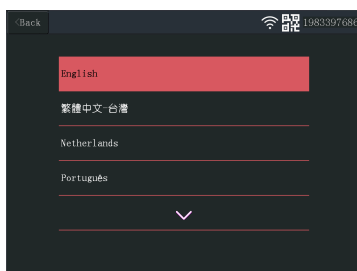 <Back 1983397686
English
繁體中文-台灣
Netherlands
Português